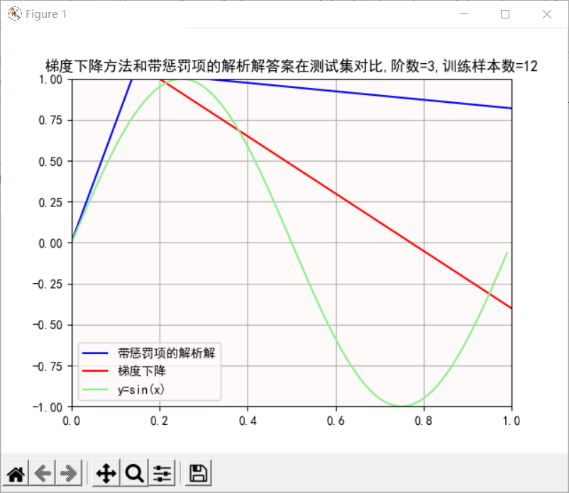 Figure 1
梯度下降方法和带惩罚项的解析解答案在测试集对比,阶数=3,训练样本数=12
1.00
0.75
0.50
0.25
0.00
−0.25
−0.50
−0.75
−1.00
0.0 0.2 0.4 0.6 0.8 1.0
带惩罚项的解析解
梯度下降
y=sin(x)